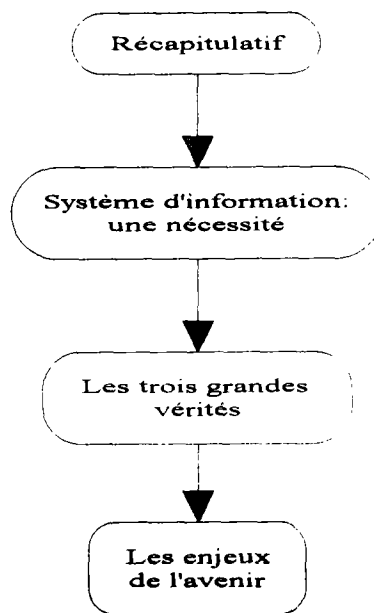 Récapitulatif
Système d'information:
une nécessité
Les trois grandes
vérités
Les enjeux
de l'avenir